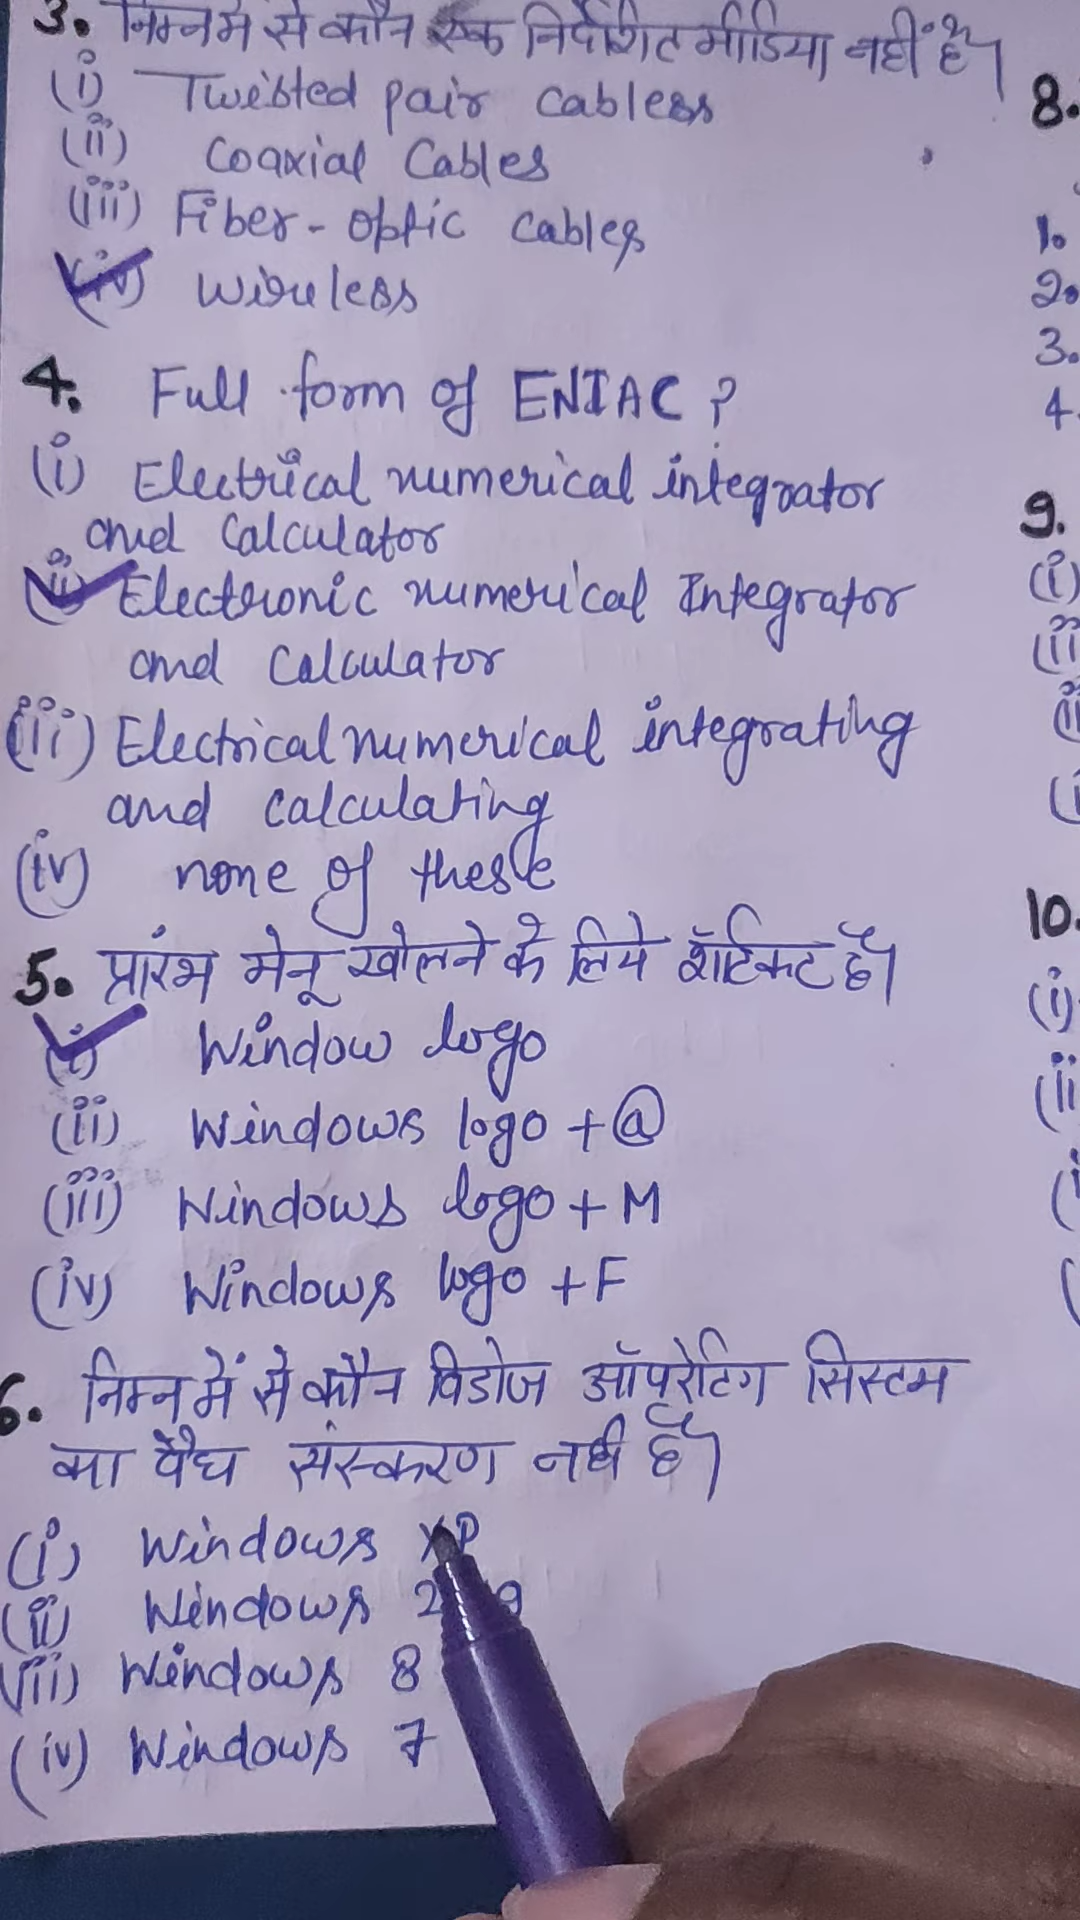 3. निम्न में से कौन एक निर्देशित मीडिया नहीं है।
(i) Twisted pair cabless
(ii) Coaxial Cables
(iii) Fiber-optic cables
(iv) Wireless
4. Full form of ENIAC ?
(i) Electrical numerical integrator
and Calculator
(ii) Electronic numerical Integrator
and Calculator
(iii) Electrical numerical integrating
and calculating
(iv) none of these
5. प्रारंभ मेनू खोलने के लिये शॉर्टकट है।
(i) Window logo
(ii) Windows logo + @
(iii) Windows logo + M
(iv) Windows logo + F
6. निम्न में से कौन विडोज ऑपरेटिंग सिस्टम
का वैध संस्करण नही है।
(i) Windows XP
(ii) Windows
(iii) Windows 8
(iv) Windows 7
8.
1.
2.
3.
4.
9.
(i)
(ii
10.
(i)
(ii